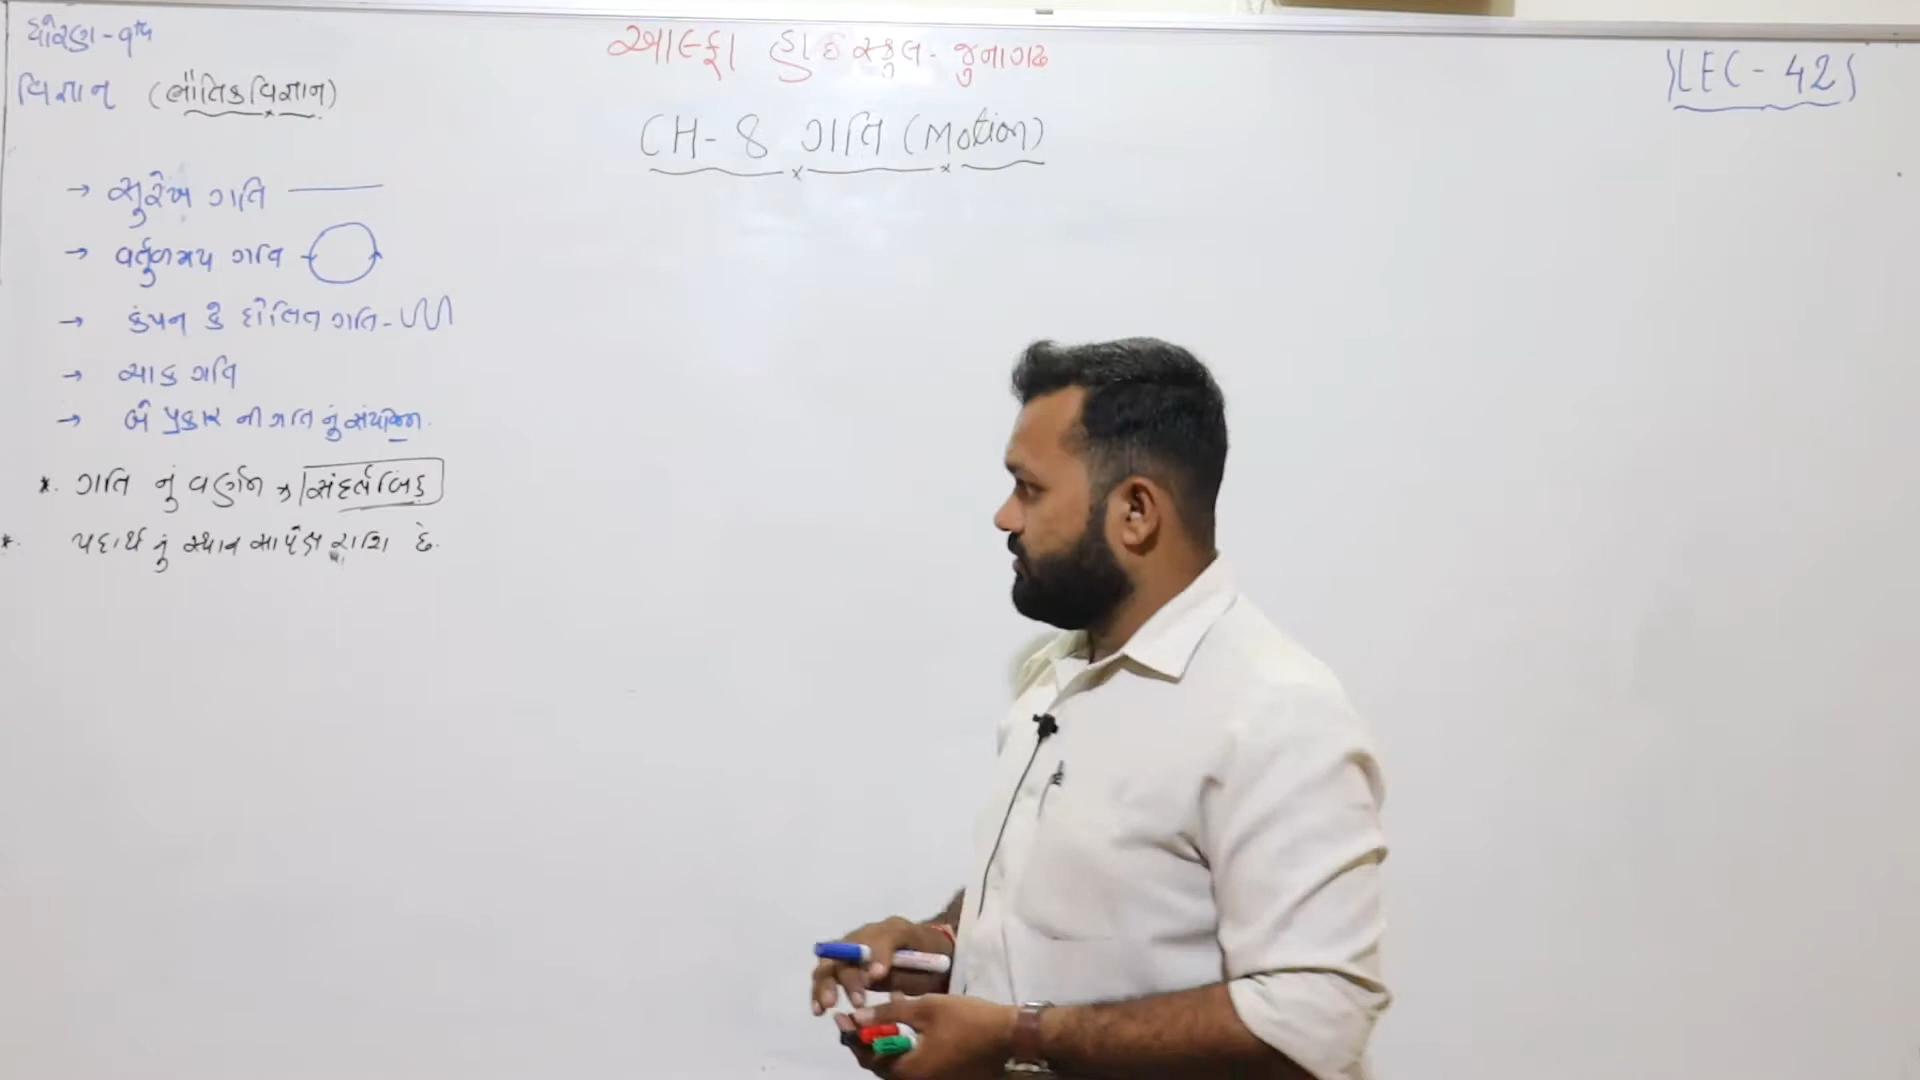 ધોરણ - ૯
વિજ્ઞાન (ભૌતિકવિજ્ઞાન)
આલ્ફા હાઇસ્કુલ - જુનાગઢ
LEC - 42
CH - 8 ગતિ (Motion)
→ સુરેખ ગતિ
→ વર્તુળમય ગતિ
→ કંપન કે દોલિત ગતિ -
→ ચાક ગતિ
→ બે પ્રકાર ની ગતિ નું સંયોજન.
*. ગતિ નું વર્ણન → સંદર્ભબિંદુ
*. પદાર્થ નું સ્થાન સાપેક્ષ રાશિ છે.